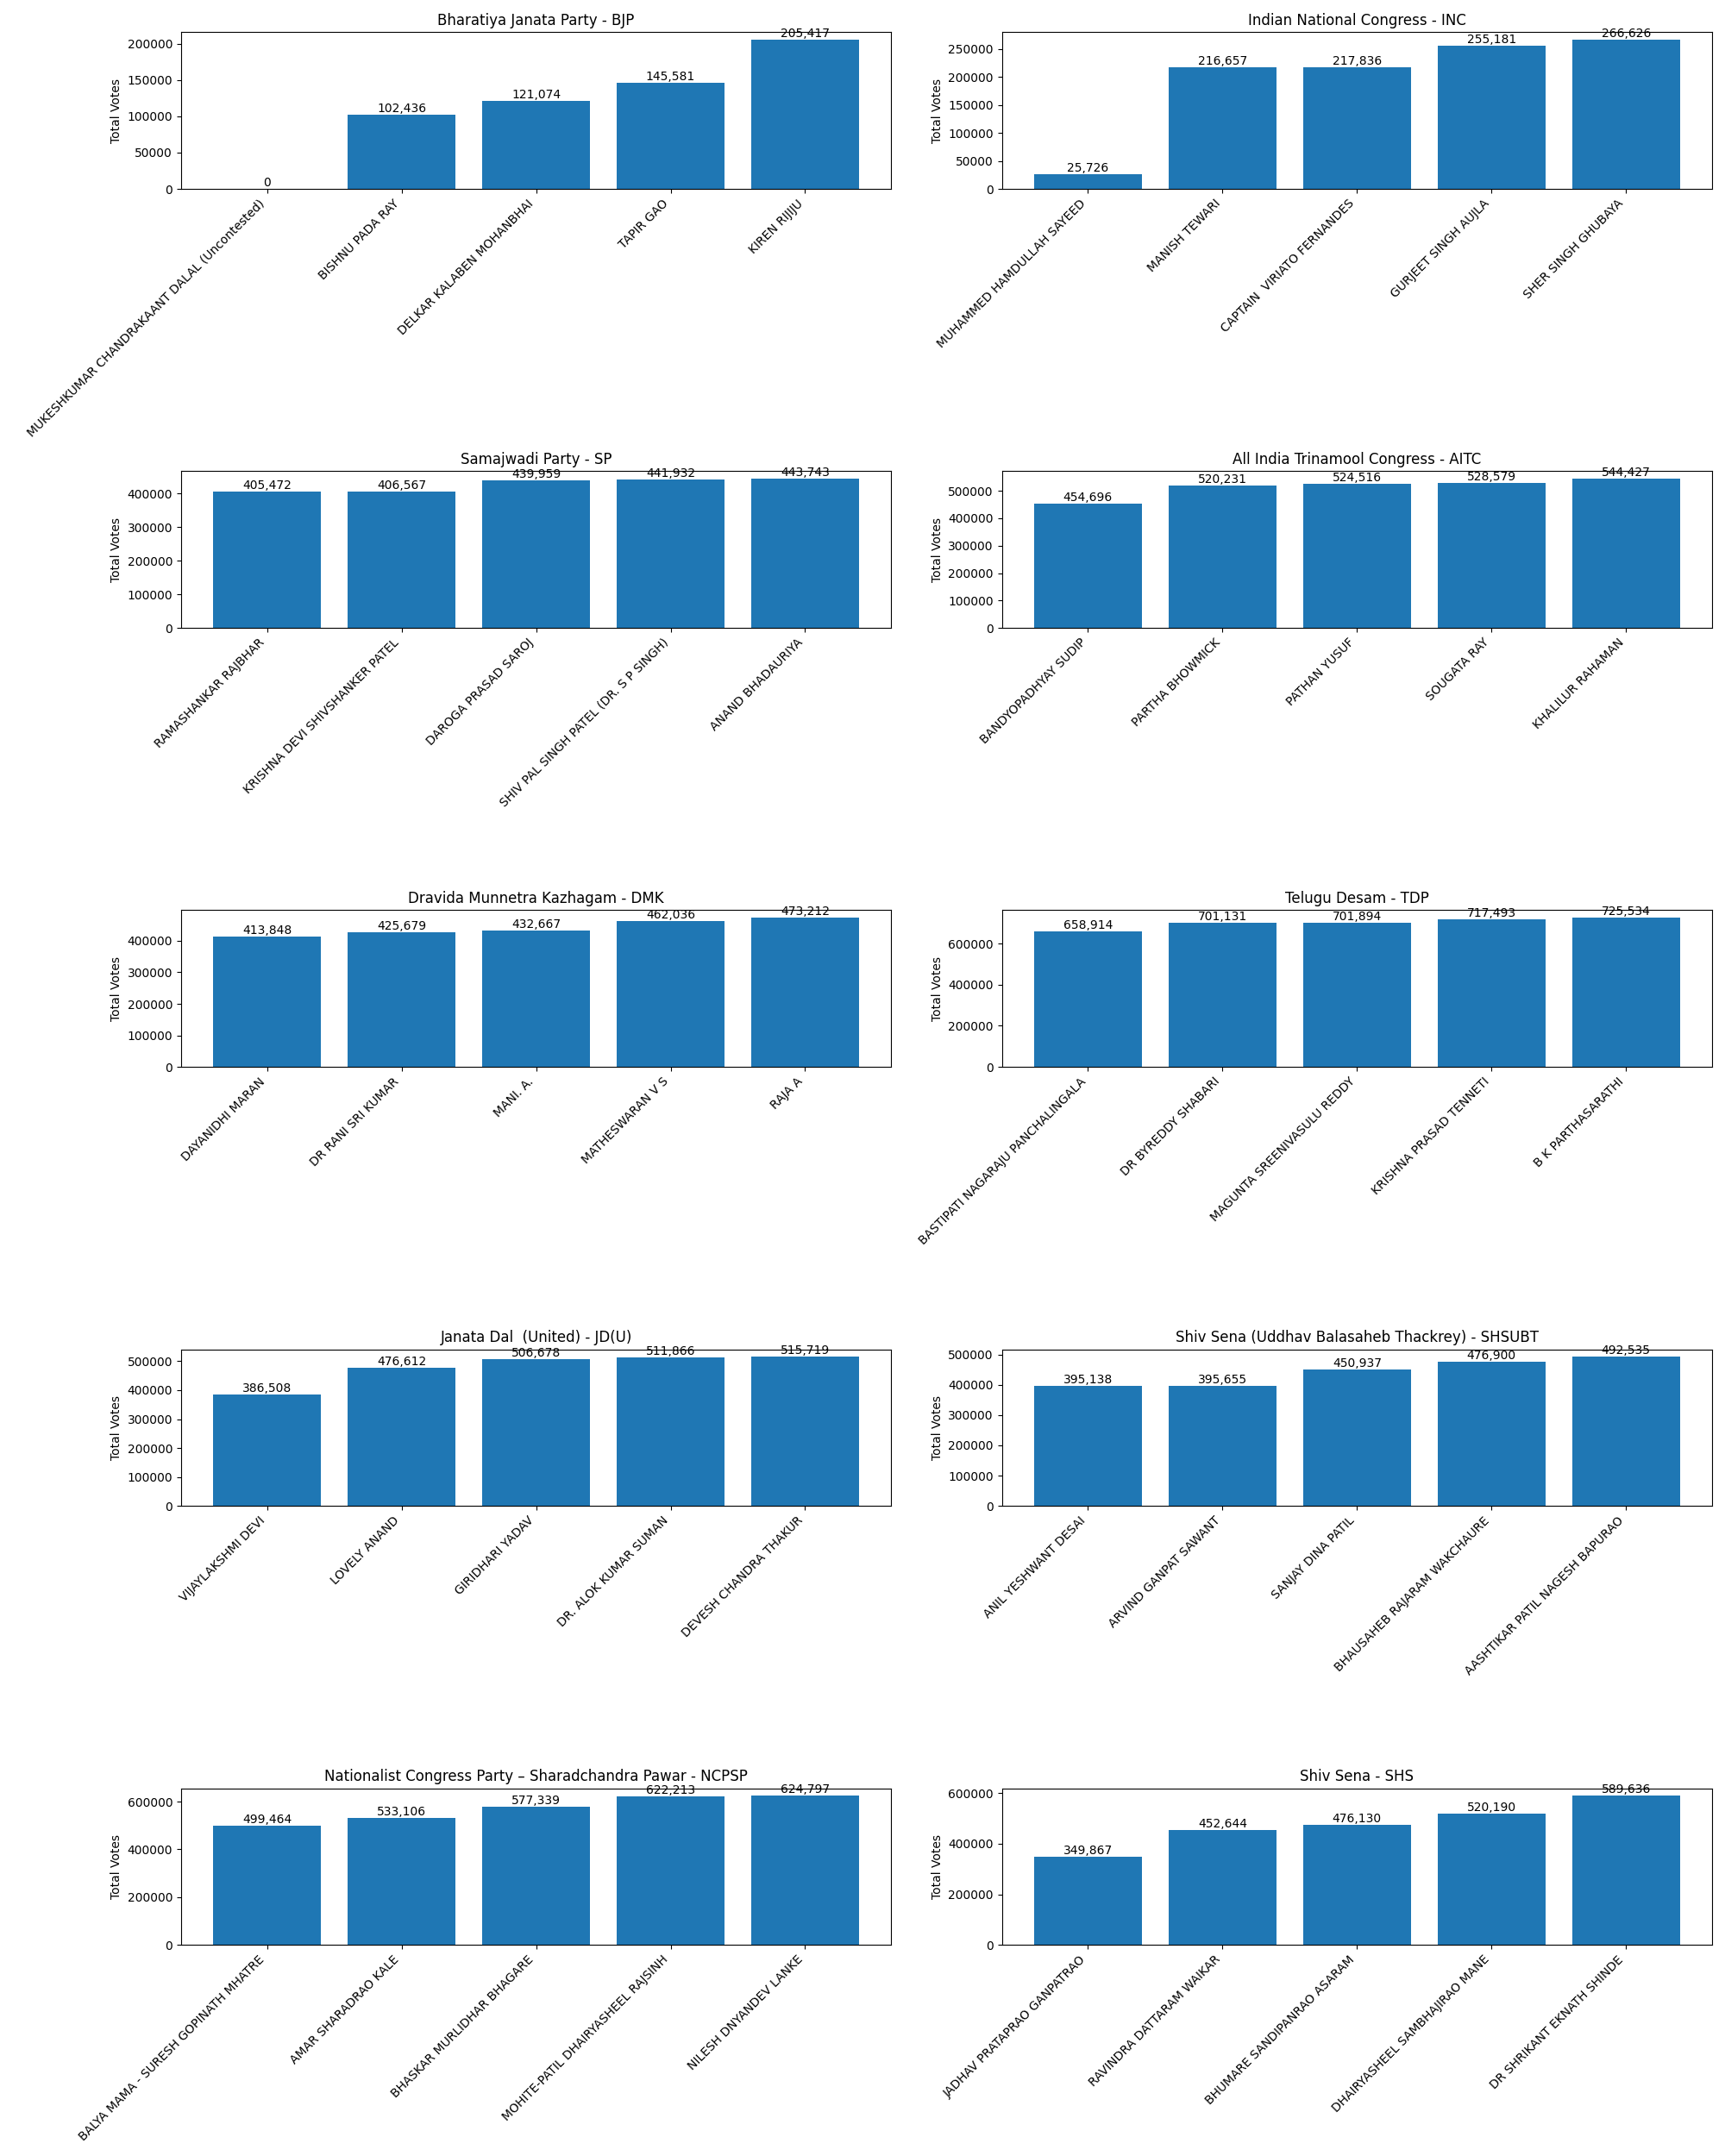 Bharatiya Janata Party - BJP
Total Votes
200000
150000
100000
50000
0
0
102,436
121,074
145,581
205,417
MUKESHKUMAR CHANDRAKAANT DALAL (Uncontested)
BISHNU PADA RAY
DELKAR KALABEN MOHANBHAI
TAPIR GAO
KIREN RIJIJU
Indian National Congress - INC
Total Votes
250000
200000
150000
100000
50000
0
25,726
216,657
217,836
255,181
266,626
MUHAMMED HAMDULLAH SAYEED
MANISH TEWARI
CAPTAIN  VIRIATO FERNANDES
GURJEET SINGH AUJLA
SHER SINGH GHUBAYA
Samajwadi Party - SP
Total Votes
400000
300000
200000
100000
0
405,472
406,567
439,959
441,932
443,743
RAMASHANKAR RAJBHAR
KRISHNA DEVI SHIVSHANKER PATEL
DAROGA PRASAD SAROJ
SHIV PAL SINGH PATEL (DR. S P SINGH)
ANAND BHADAURIYA
All India Trinamool Congress - AITC
Total Votes
500000
400000
300000
200000
100000
0
454,696
520,231
524,516
528,579
544,427
BANDYOPADHYAY SUDIP
PARTHA BHOWMICK
PATHAN YUSUF
SOUGATA RAY
KHALILUR RAHAMAN
Dravida Munnetra Kazhagam - DMK
Total Votes
400000
300000
200000
100000
0
413,848
425,679
432,667
462,036
473,212
DAYANIDHI MARAN
DR RANI SRI KUMAR
MANI. A.
MATHESWARAN V S
RAJA A
Telugu Desam - TDP
Total Votes
600000
400000
200000
0
658,914
701,131
701,894
717,493
725,534
BASTIPATI NAGARAJU PANCHALINGALA
DR BYREDDY SHABARI
MAGUNTA SREENIVASULU REDDY
KRISHNA PRASAD TENNETI
B K PARTHASARATHI
Janata Dal  (United) - JD(U)
Total Votes
500000
400000
300000
200000
100000
0
386,508
476,612
506,678
511,866
515,719
VIJAYLAKSHMI DEVI
LOVELY ANAND
GIRIDHARI YADAV
DR. ALOK KUMAR SUMAN
DEVESH CHANDRA THAKUR
Shiv Sena (Uddhav Balasaheb Thackrey) - SHSUBT
Total Votes
500000
400000
300000
200000
100000
0
395,138
395,655
450,937
476,900
492,535
ANIL YESHWANT DESAI
ARVIND GANPAT SAWANT
SANJAY DINA PATIL
BHAUSAHEB RAJARAM WAKCHAURE
AASHTIKAR PATIL NAGESH BAPURAO
Nationalist Congress Party – Sharadchandra Pawar - NCPSP
Total Votes
600000
400000
200000
0
499,464
533,106
577,339
622,213
624,797
BALYA MAMA - SURESH GOPINATH MHATRE
AMAR SHARADRAO KALE
BHASKAR MURLIDHAR BHAGARE
MOHITE-PATIL DHAIRYASHEEL RAJSINH
NILESH DNYANDEV LANKE
Shiv Sena - SHS
Total Votes
600000
400000
200000
0
349,867
452,644
476,130
520,190
589,636
JADHAV PRATAPRAO GANPATRAO
RAVINDRA DATTARAM WAIKAR
BHUMARE SANDIPANRAO ASARAM
DHAIRYASHEEL SAMBHAJIRAO MANE
DR SHRIKANT EKNATH SHINDE